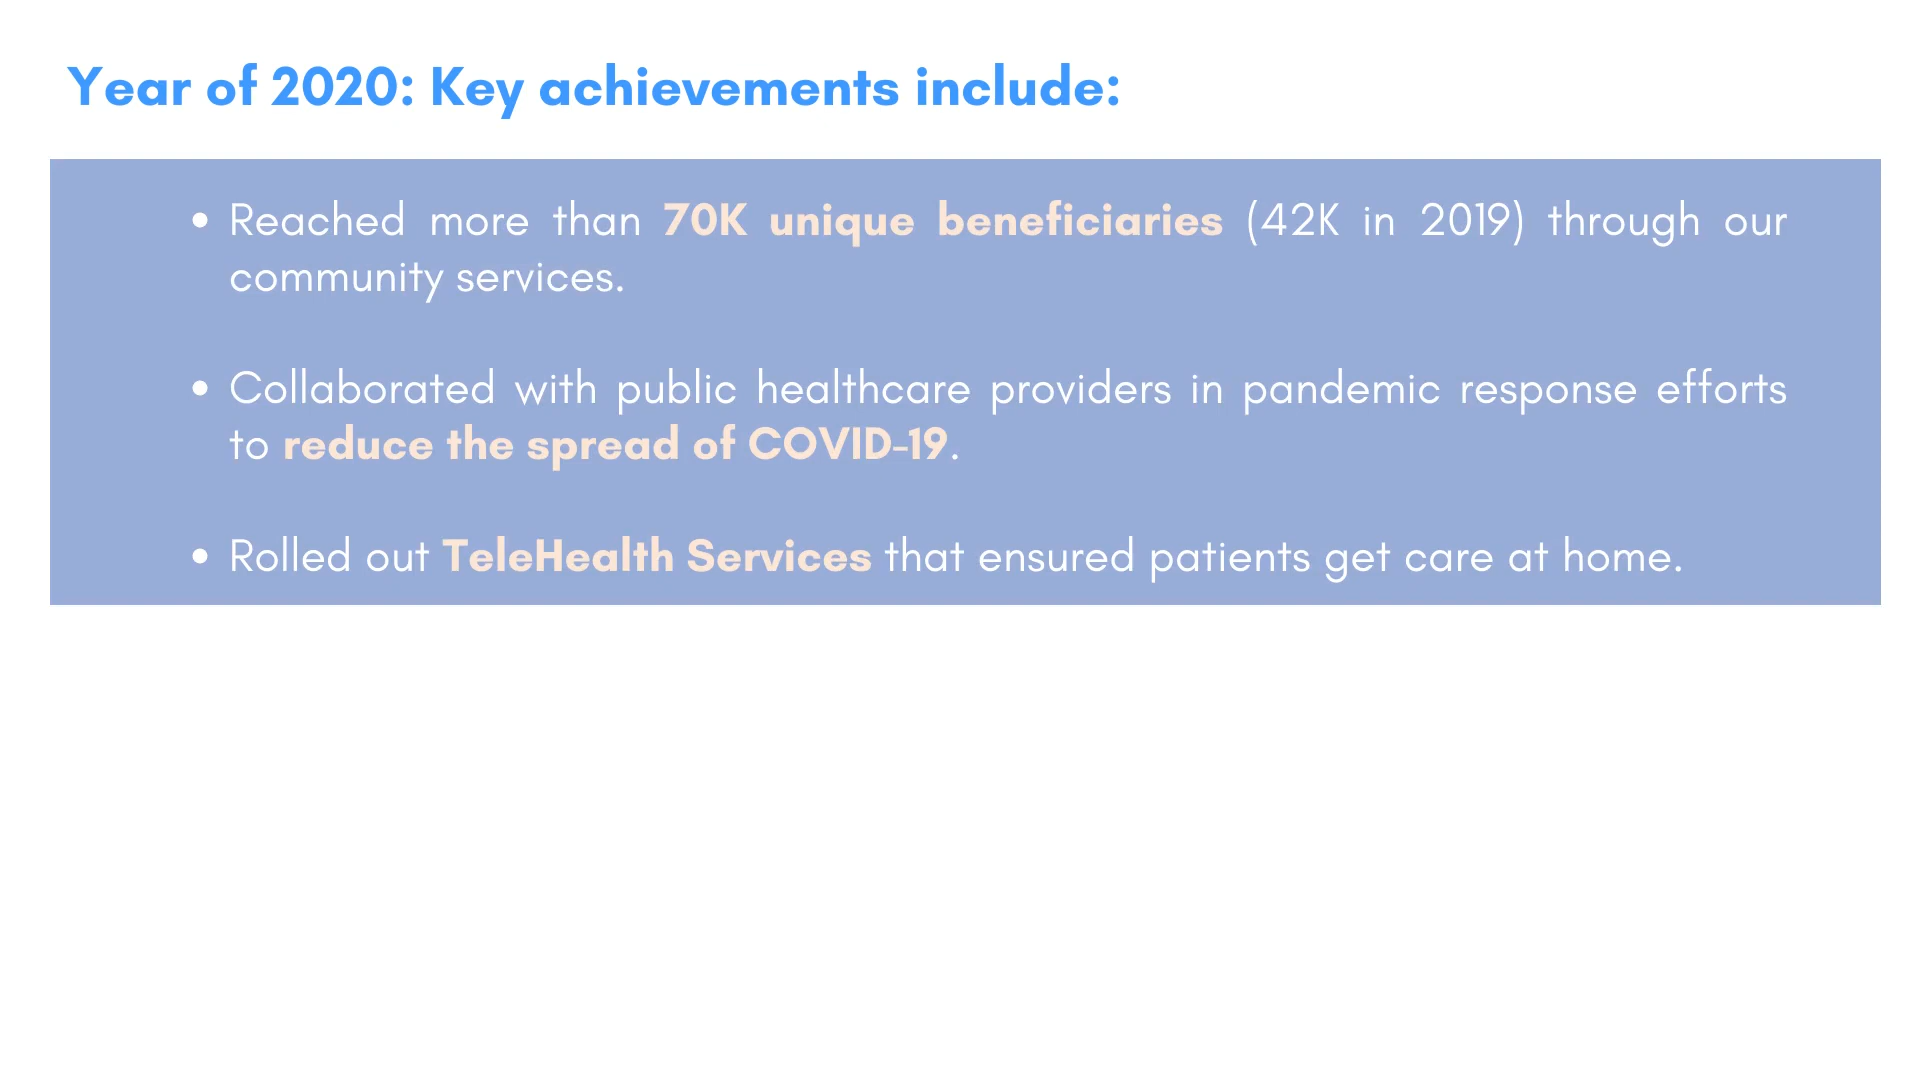 Year of 2020: Key achievements include:
• Reached more than 70K unique beneficiaries (42K in 2019) through our
community services.
• Collaborated with public healthcare providers in pandemic response efforts
to reduce the spread of COVID-19.
• Rolled out TeleHealth Services that ensured patients get care at home.